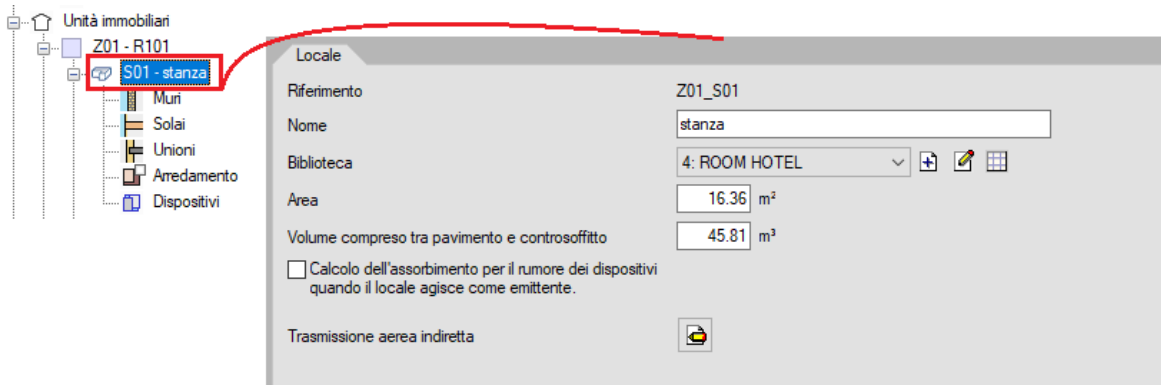 Unità immobiliari
Z01 - R101
S01 - stanza
Muri
Solai
Unioni
Arredamento
Dispositivi
Locale
Riferimento Z01_S01
Nome stanza
Biblioteca 4: ROOM HOTEL
Area 16.36 m²
Volume compreso tra pavimento e controsoffitto 45.81 m³
Calcolo dell'assorbimento per il rumore dei dispositivi
quando il locale agisce come emittente.
Trasmissione aerea indiretta